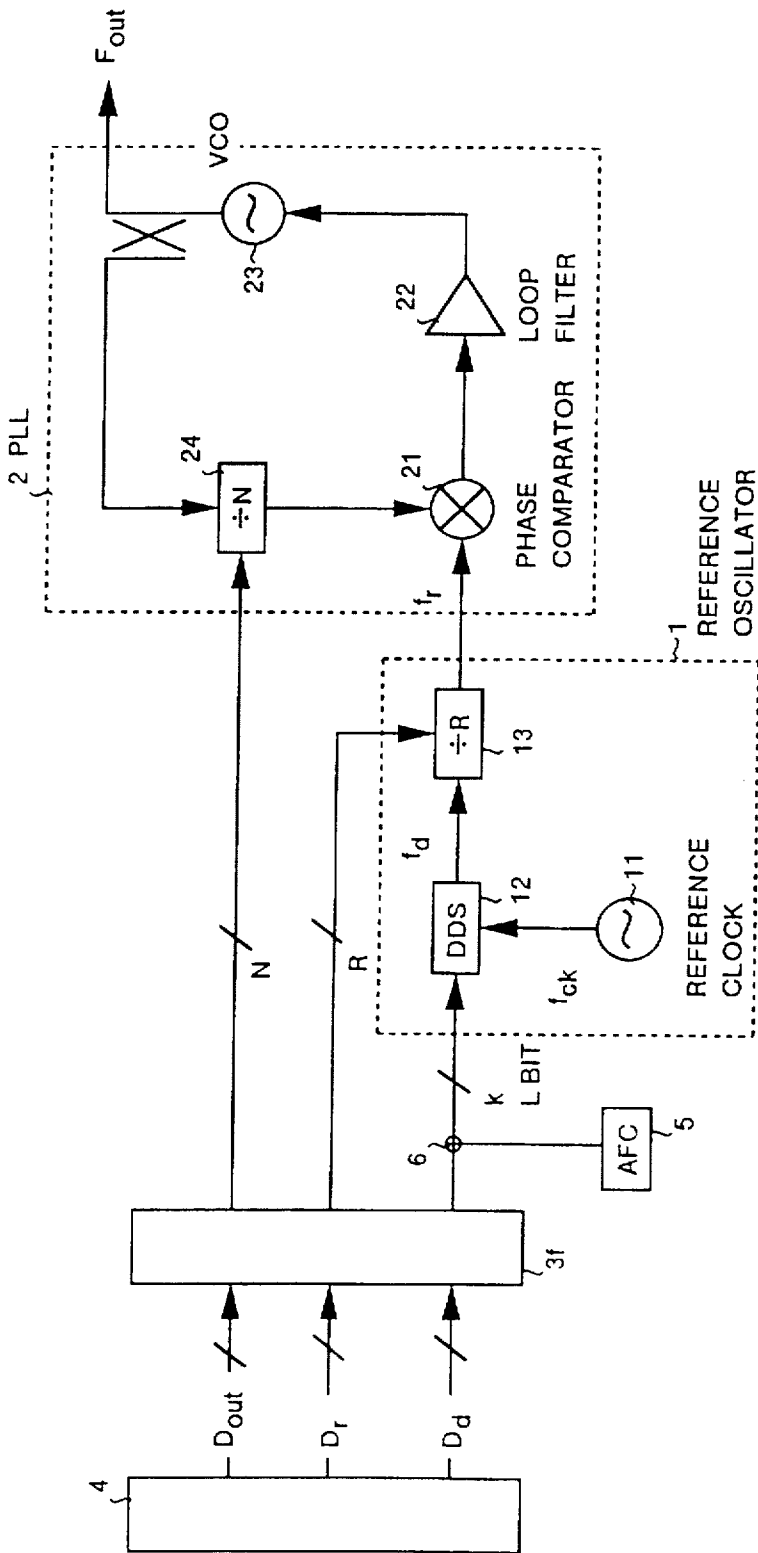 2 PLL
24
÷N
VCO
23
F out
22
LOOP
FILTER
21
PHASE
COMPARATOR
fr
1
REFERENCE
OSCILLATOR
÷R
13
fd
DDS
12
fck
11
REFERENCE
CLOCK
N
R
k
L BIT
6
AFC
5
3f
4
Dout
Dr
Dd